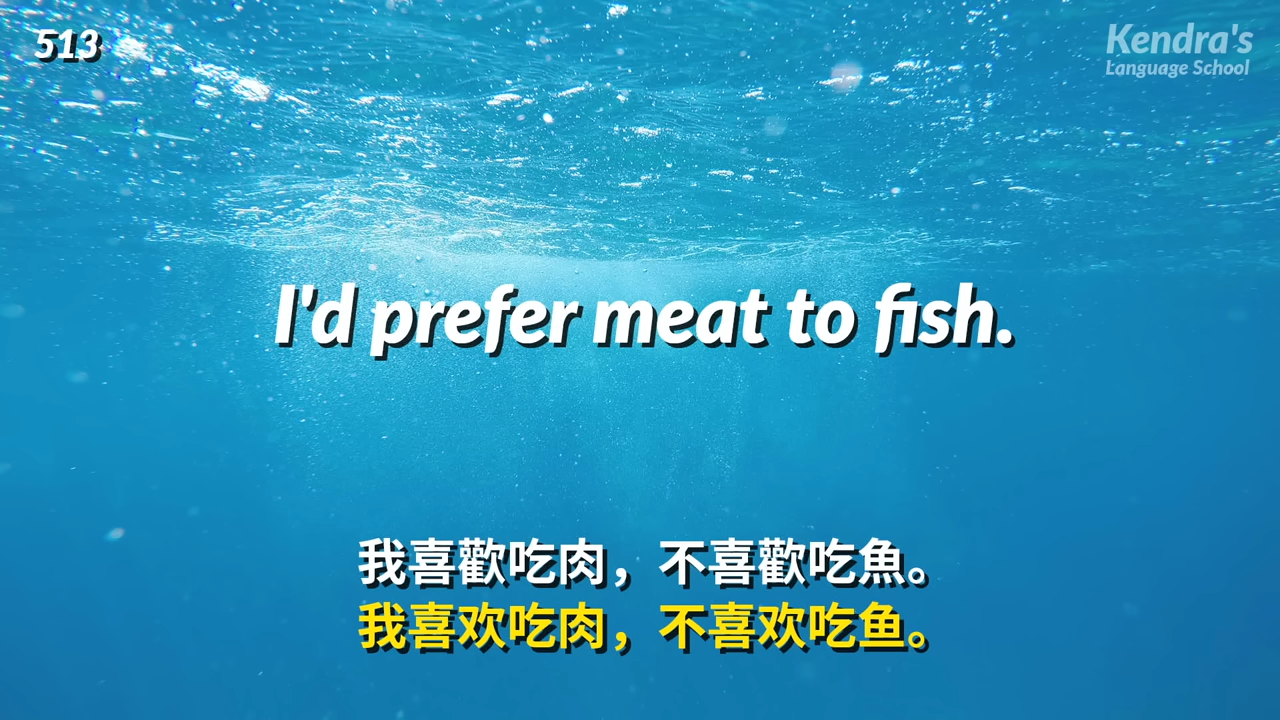 513
Kendra's
Language School
I'd prefer meat to fish.
我喜歡吃肉，不喜歡吃魚。
我喜欢吃肉，不喜欢吃鱼。